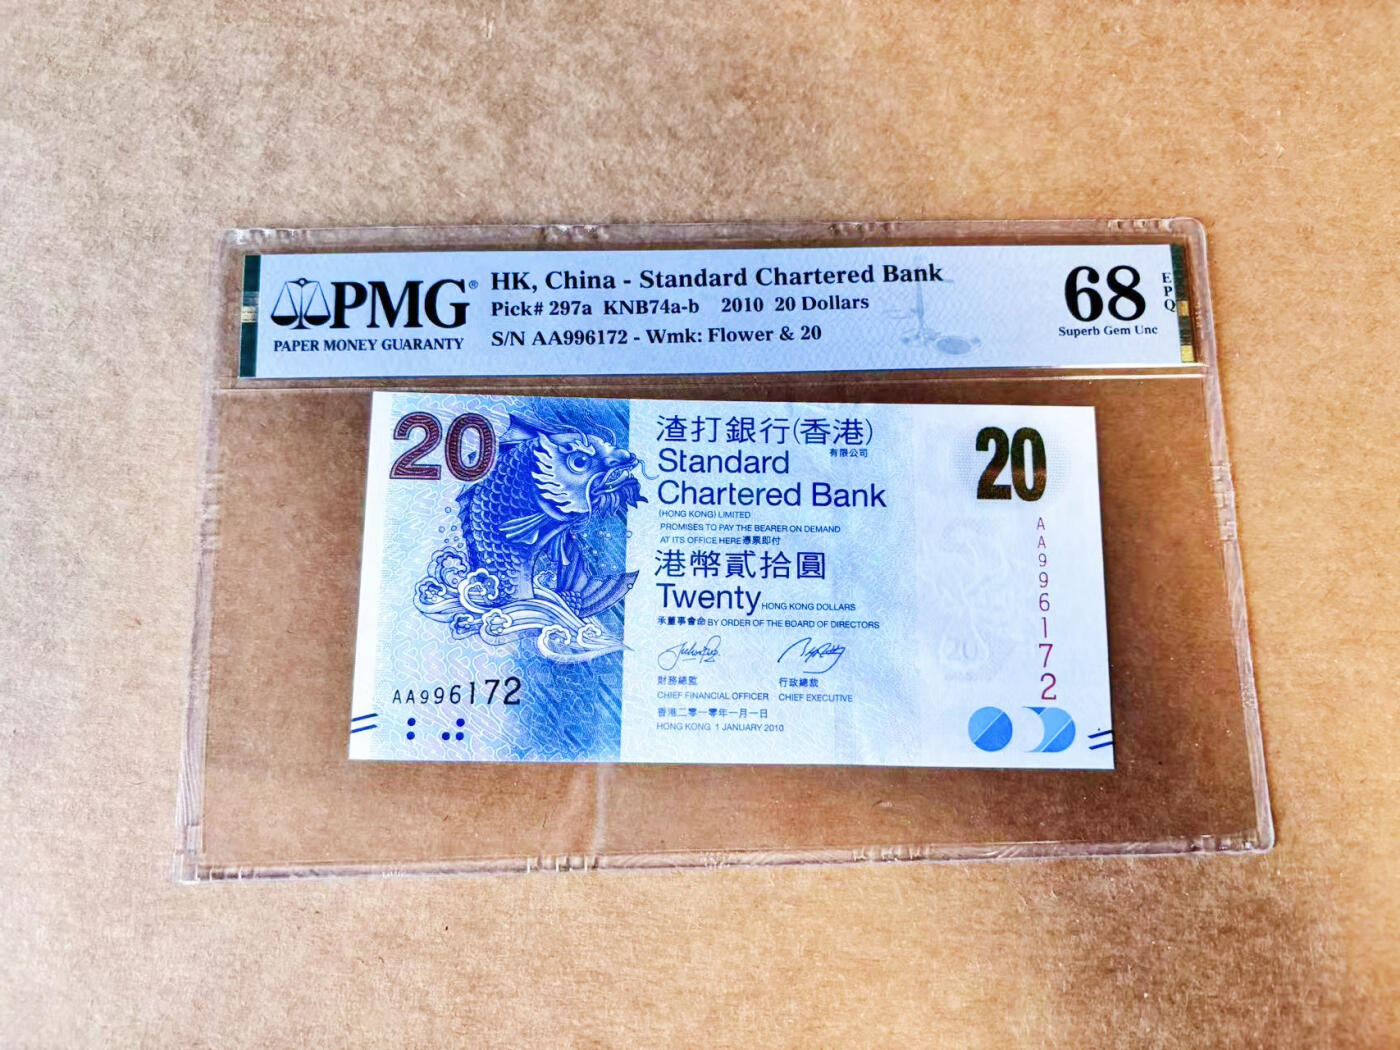 PMG®
PAPER MONEY GUARANTY
HK, China - Standard Chartered Bank
Pick# 297a KNB74a-b 2010 20 Dollars
S/N AA996172 - Wmk: Flower & 20
68
EPQ
Superb Gem Unc
20
渣打銀行(香港)
有限公司
Standard
Chartered Bank
(HONG KONG) LIMITED
PROMISES TO PAY THE BEARER ON DEMAND
AT ITS OFFICE HERE 憑票即付
港幣貳拾圓
Twenty HONG KONG DOLLARS
承董事會命 BY ORDER OF THE BOARD OF DIRECTORS
財務總監 行政總裁
CHIEF FINANCIAL OFFICER CHIEF EXECUTIVE
香港二零一零年一月一日
HONG KONG 1 JANUARY 2010
AA996172
20
AA996172
20